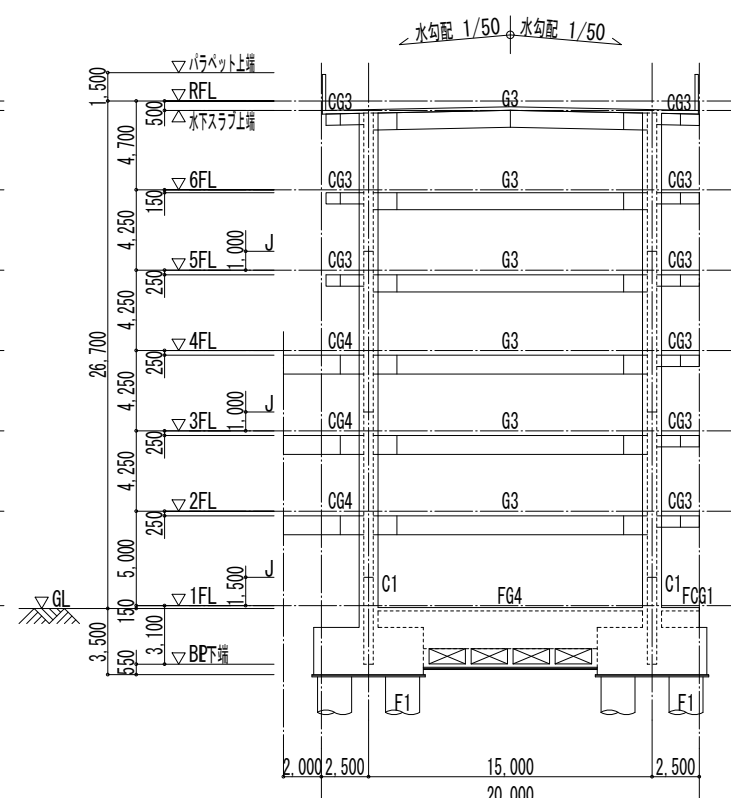 水勾配 1/50 水勾配 1/50
パラペット上端
1,500
RFL
CG3 G3 CG3
500
水下スラブ上端
4,700
6FL
CG3 G3 CG3
150
4,250
1,000 J
5FL
CG3 G3 CG3
250
4,250
26,700
4FL
CG4 G3 CG3
250
4,250
1,000 J
3FL
CG4 G3 CG3
250
4,250
2FL
CG4 G3 CG3
250
5,000
1,500 J
C1 C1
GL
1FL
FG4 FCG1
150
3,500
3,100
BP下端
550
F1 F1
2,000 2,500 15,000 2,500
20,000